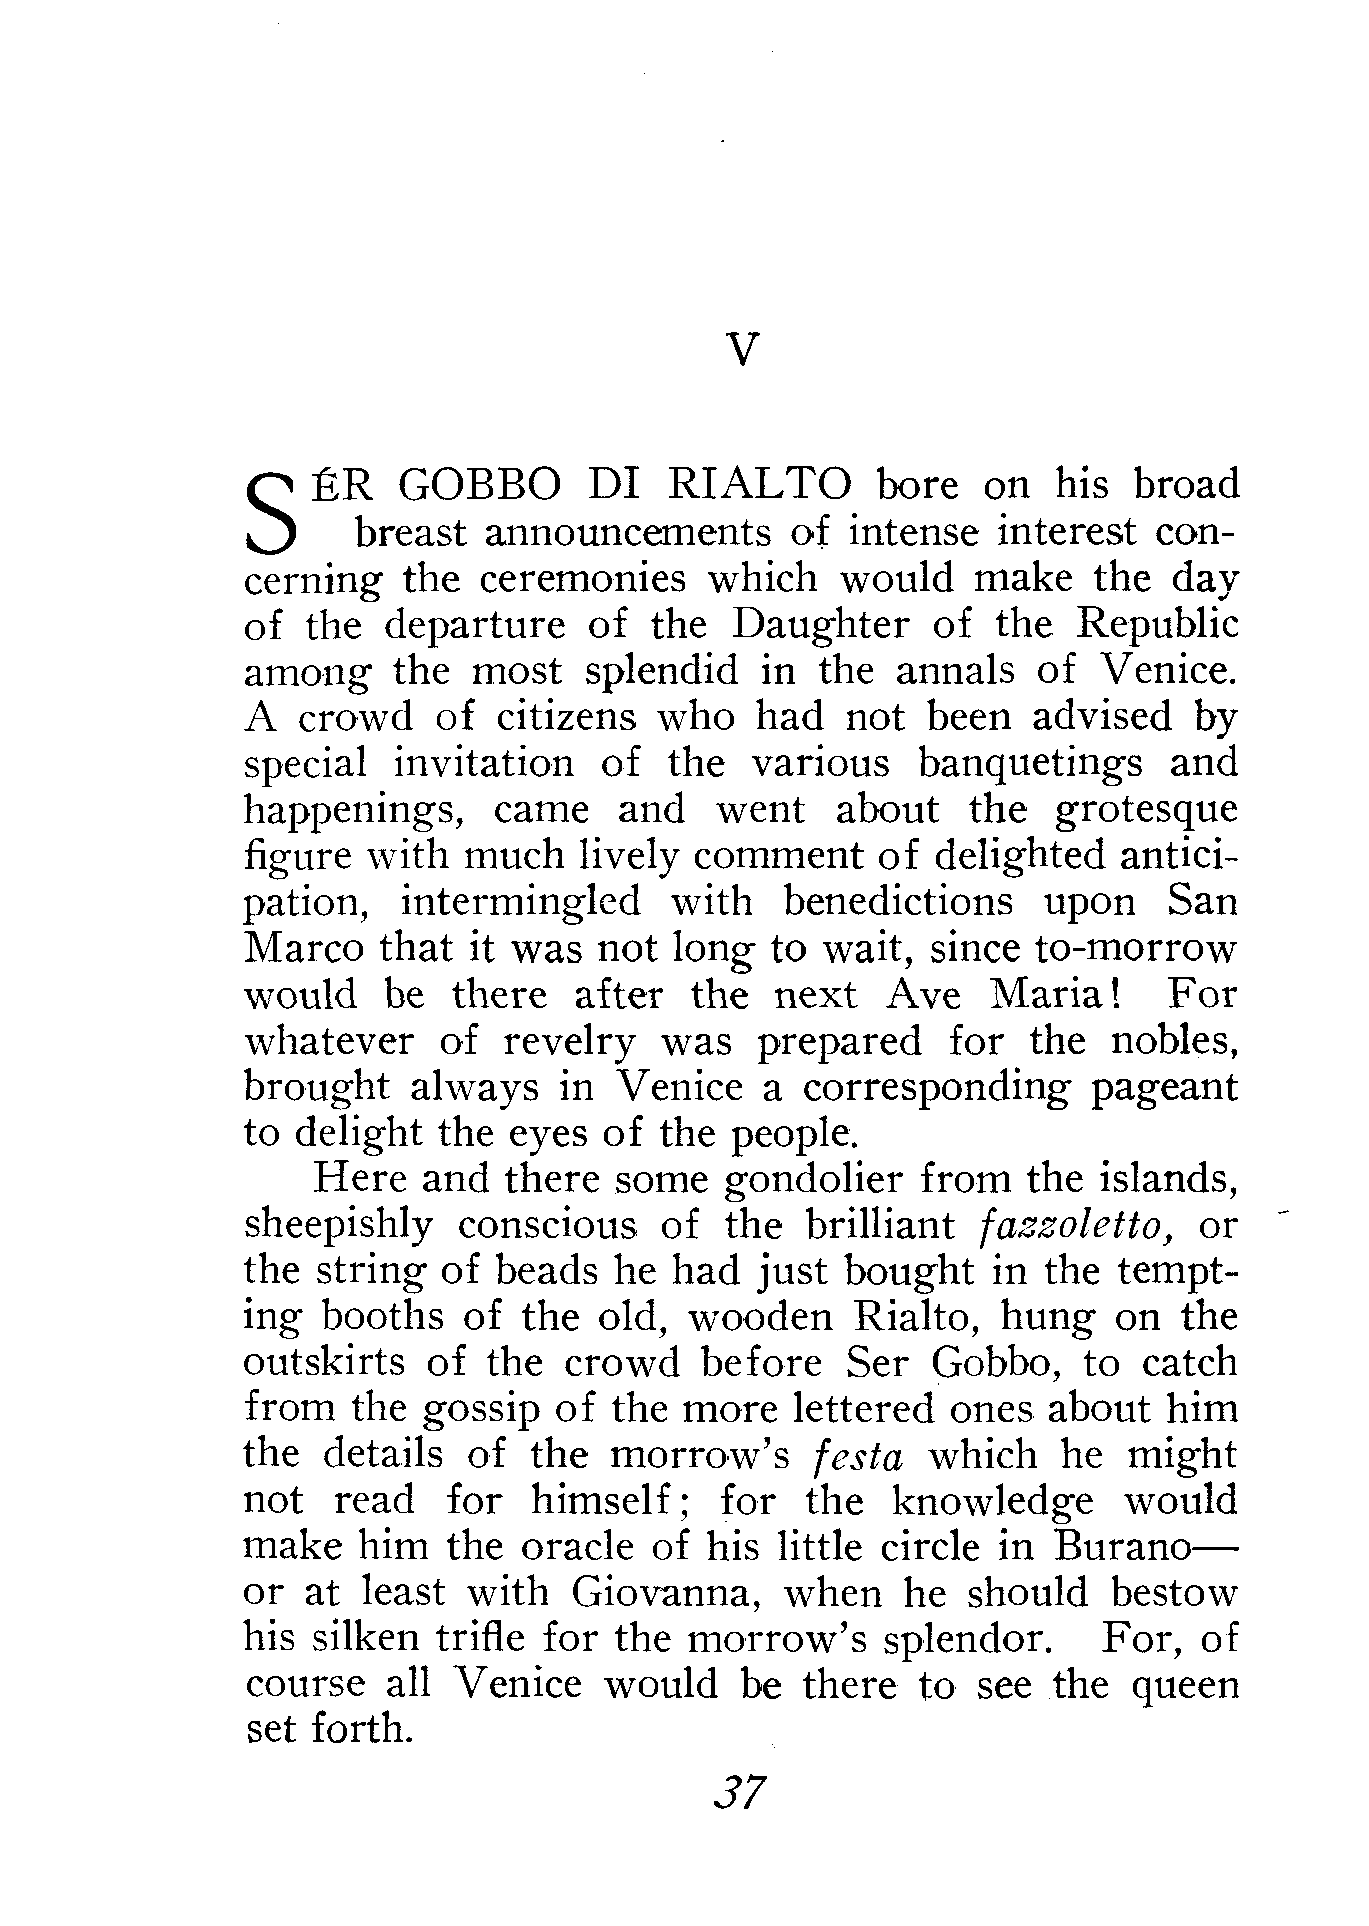 V
SÉR GOBBO DI RIALTO bore on his broad
breast announcements of intense interest con-
cerning the ceremonies which would make the day
of the departure of the Daughter of the Republic
among the most splendid in the annals of Venice.
A crowd of citizens who had not been advised by
special invitation of the various banquetings and
happenings, came and went about the grotesque
figure with much lively comment of delighted antici-
pation, intermingled with benedictions upon San
Marco that it was not long to wait, since to-morrow
would be there after the next Ave Maria! For
whatever of revelry was prepared for the nobles,
brought always in Venice a corresponding pageant
to delight the eyes of the people.
Here and there some gondolier from the islands,
sheepishly conscious of the brilliant fazzoletto, or
the string of beads he had just bought in the tempt-
ing booths of the old, wooden Rialto, hung on the
outskirts of the crowd before Ser Gobbo, to catch
from the gossip of the more lettered ones about him
the details of the morrow's festa which he might
not read for himself; for the knowledge would
make him the oracle of his little circle in Burano—
or at least with Giovanna, when he should bestow
his silken trifle for the morrow's splendor. For, of
course all Venice would be there to see the queen
set forth.
37